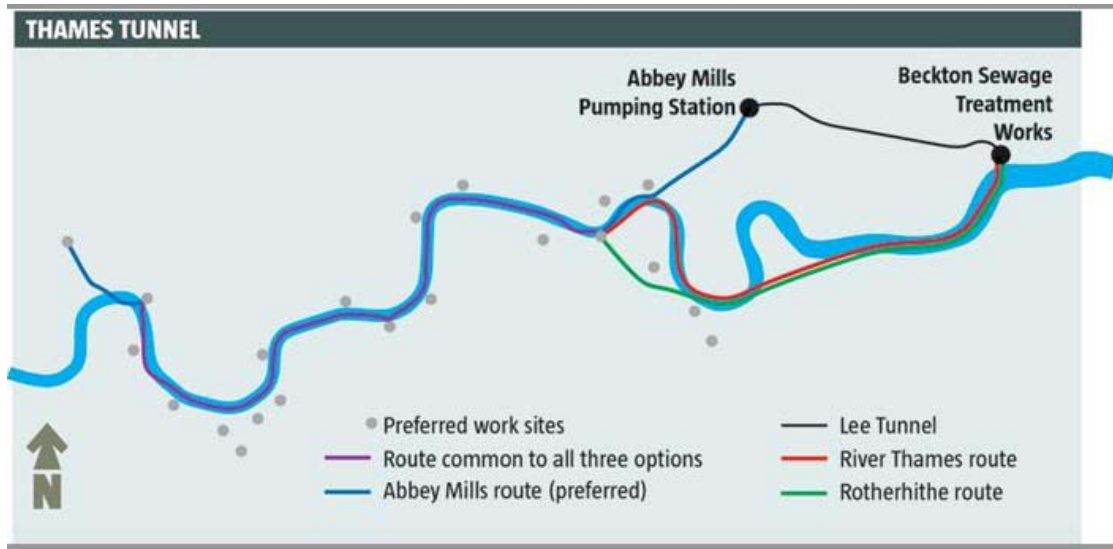 THAMES TUNNEL
Abbey Mills
Pumping Station
Beckton Sewage
Treatment
Works
Preferred work sites
Route common to all three options
Abbey Mills route (preferred)
Lee Tunnel
River Thames route
Rotherhithe route
N